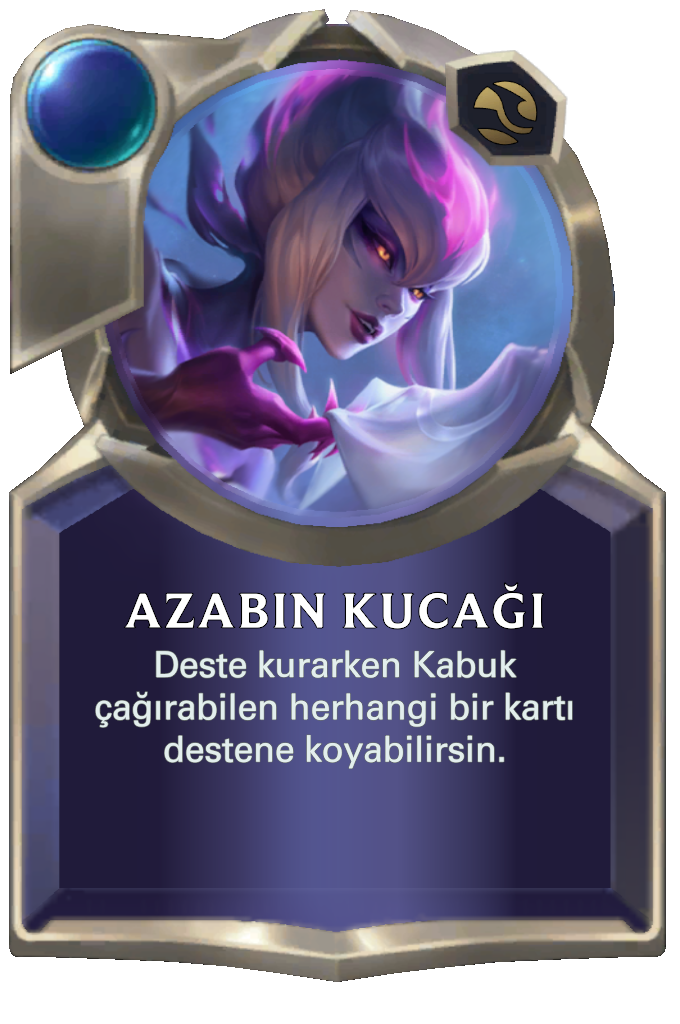 AZABIN KUCAĞI
Deste kurarken Kabuk
çağırabilen herhangi bir kartı
destene koyabilirsin.